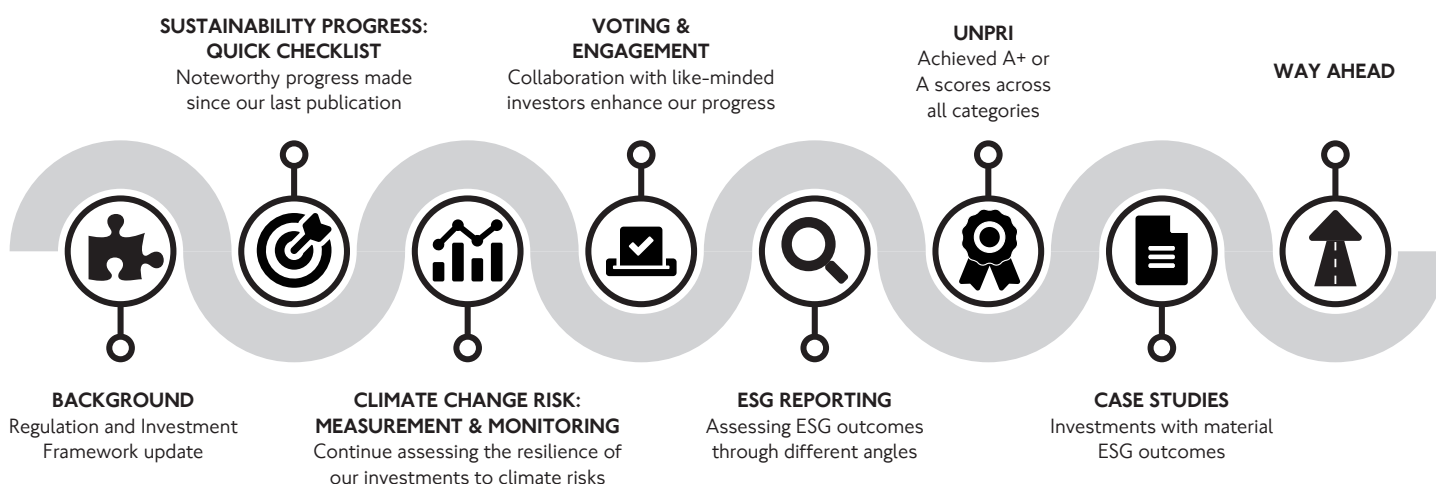 SUSTAINABILITY PROGRESS:
QUICK CHECKLIST
Noteworthy progress made
since our last publication
VOTING &
ENGAGEMENT
Collaboration with like-minded
investors enhance our progress
UNPRI
Achieved A+ or
A scores across
all categories
WAY AHEAD
BACKGROUND
Regulation and Investment
Framework update
CLIMATE CHANGE RISK:
MEASUREMENT & MONITORING
Continue assessing the resilience of
our investments to climate risks
ESG REPORTING
Assessing ESG outcomes
through different angles
CASE STUDIES
Investments with material
ESG outcomes